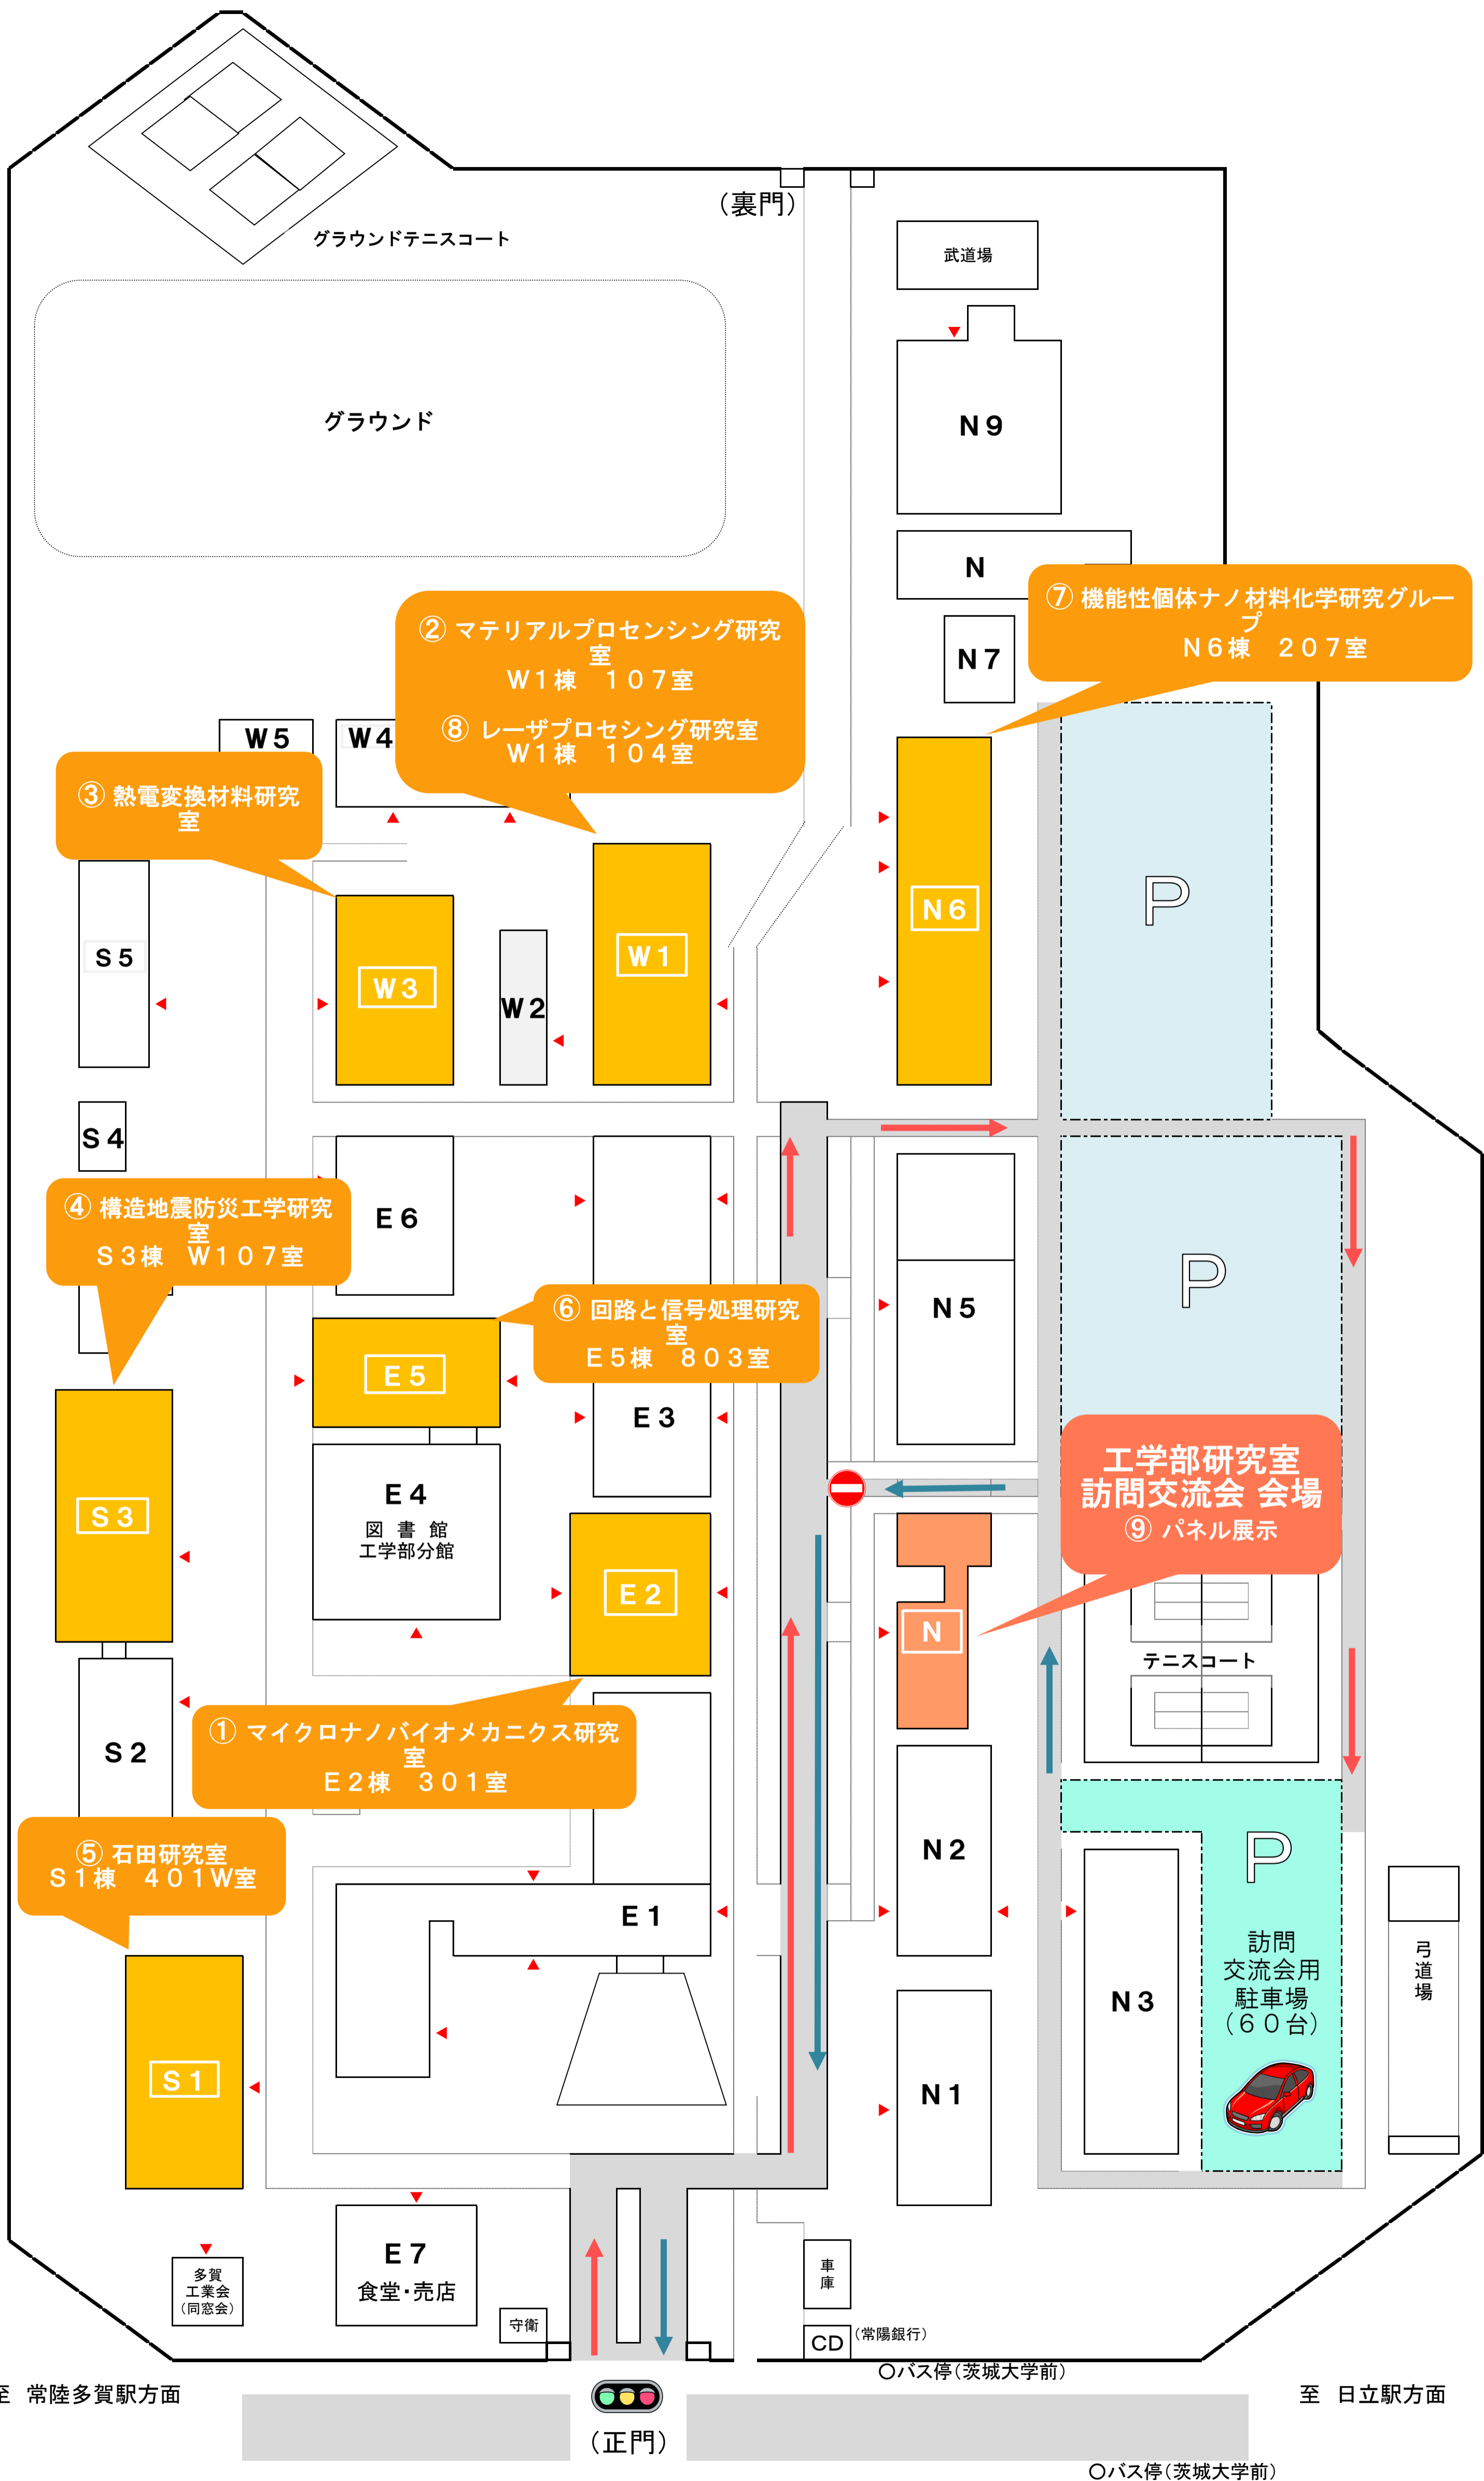 （裏門）
武道場
グラウンドテニスコート
グラウンド
N９
N
⑦ 機能性個体ナノ材料化学研究グルー
プ
N６棟　２０７室
② マテリアルプロセンシング研究
室
W１棟　１０７室
⑧ レーザプロセシング研究室
W１棟　１０４室
N７
W５
W４
③ 熱電変換材料研究
室
P
N６
S５
W３
W２
W１
S４
④ 構造地震防災工学研究
室
S３棟　W１０７室
E６
⑥ 回路と信号処理研究
室
E５棟　８０３室
N５
P
E５
E３
工学部研究室
訪問交流会 会場
⑨ パネル展示
S３
E４
図 書 館
工学部分館
E２
N
テニスコート
S２
① マイクロナノバイオメカニクス研究
室
E２棟　３０１室
⑤ 石田研究室
S１棟　４０１W室
N２
P
E１
訪問
交流会用
駐車場
（６０台）
弓道場
N３
S１
N１
E７
食堂・売店
多賀
工業会
（同窓会）
守衛
車庫
CD
（常陽銀行）
〇バス停（茨城大学前）
至　常陸多賀駅方面
至　日立駅方面
（正門）
〇バス停（茨城大学前）